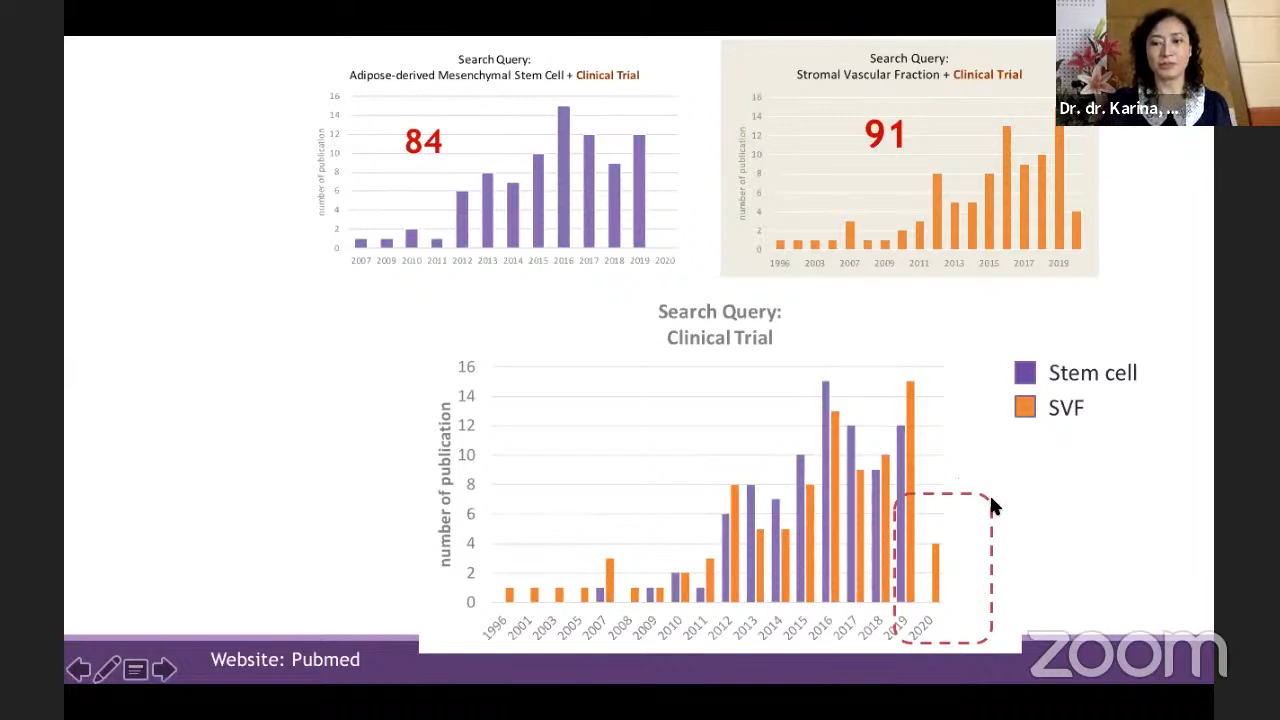 Search Query:
Adipose-derived Mesenchymal Stem Cell + Clinical Trial
16
14
12
10
8
6
4
2
0
number of publication
84
2007 2009 2010 2011 2012 2013 2014 2015 2016 2017 2018 2019 2020
Search Query:
Stromal Vascular Fraction + Clinical Trial
16
14
12
10
8
6
4
2
0
number of publication
91
1996 2003 2007 2009 2011 2013 2015 2017 2019
Dr. dr. Karina, ...
Search Query:
Clinical Trial
16
14
12
10
8
6
4
2
0
number of publication
1996 2001 2003 2005 2007 2008 2009 2010 2011 2012 2013 2014 2015 2016 2017 2018 2019 2020
Stem cell
SVF
Website: Pubmed
zoom